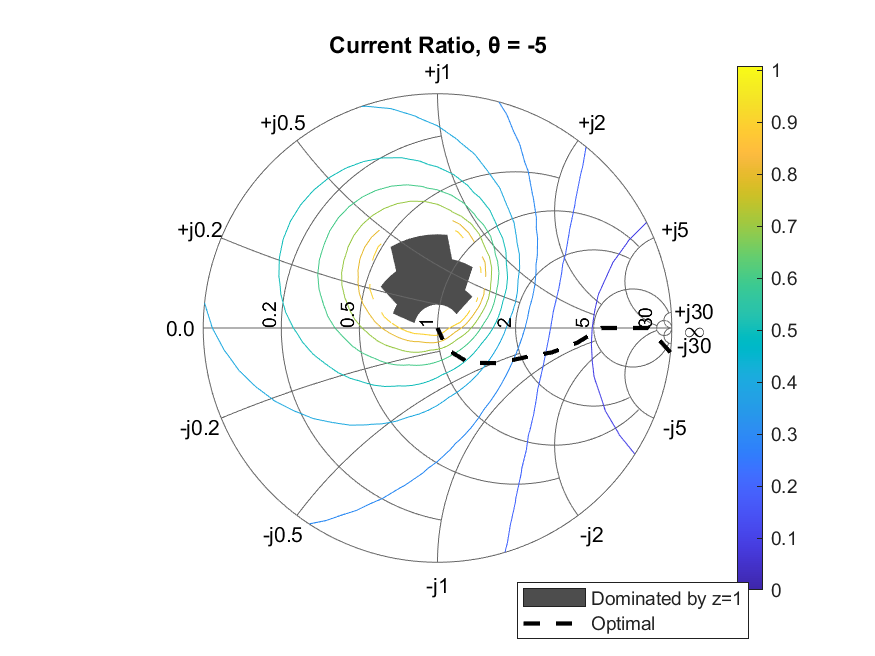 Current Ratio, θ = -5
+j1
+j0.5
+j2
+j0.2
+j5
0.0
0.2
0.5
1
2
5
30
+j30
∞
-j30
-j0.2
-j5
-j0.5
-j2
-j1
1
0.9
0.8
0.7
0.6
0.5
0.4
0.3
0.2
0.1
0
Dominated by z=1
Optimal